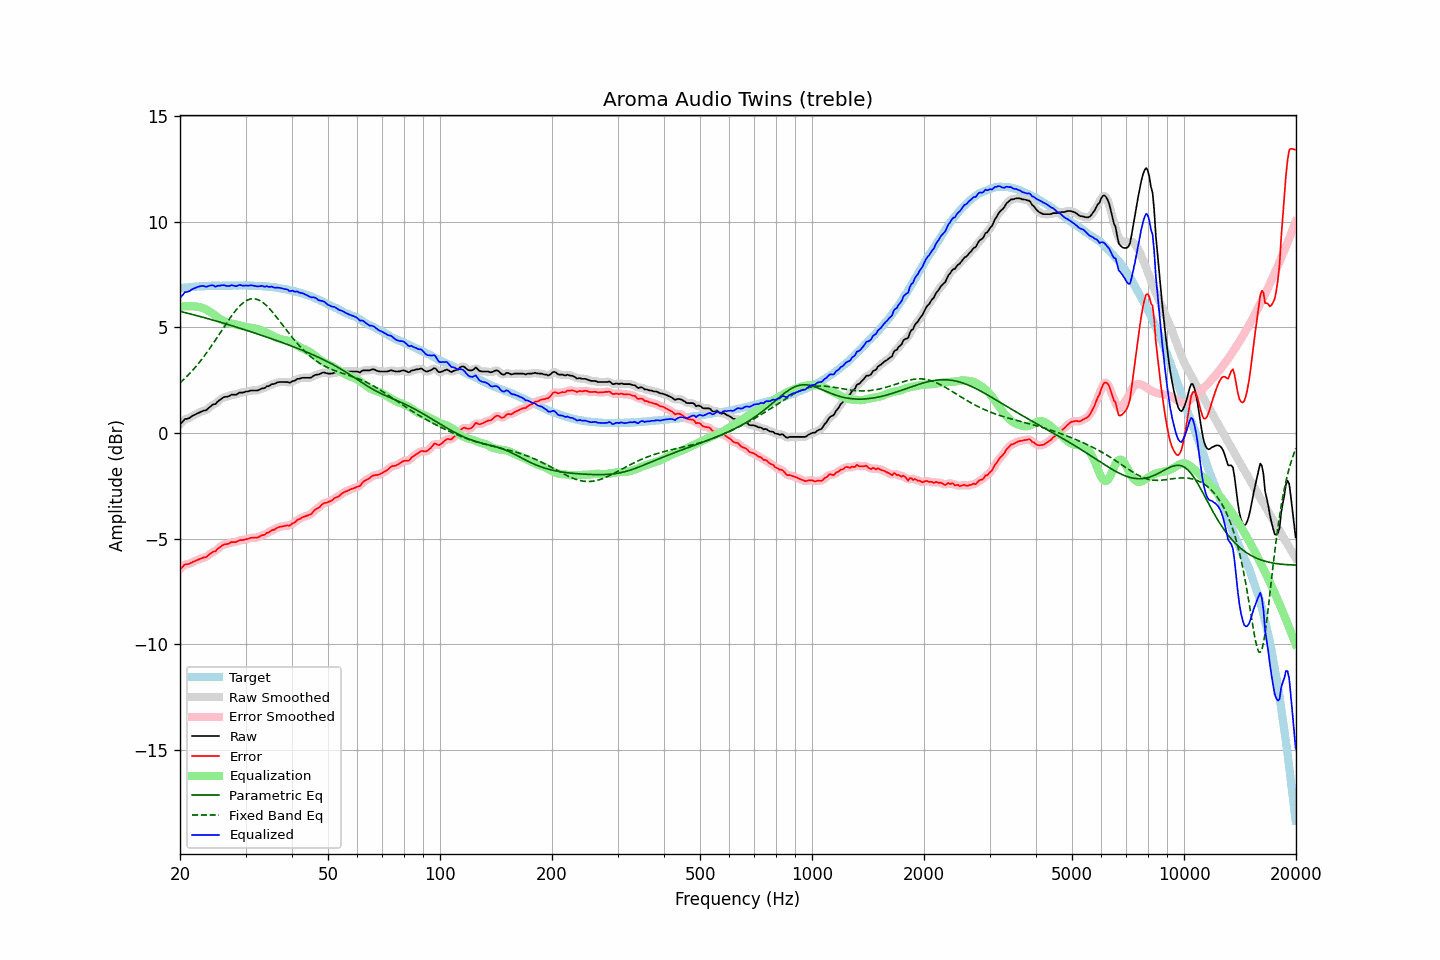 Aroma Audio Twins (treble)
Amplitude (dBr)
15
10
5
0
−5
−10
−15
Target
Raw Smoothed
Error Smoothed
Raw
Error
Equalization
Parametric Eq
Fixed Band Eq
Equalized
20 50 100 200 500 1000 2000 5000 10000 20000
Frequency (Hz)